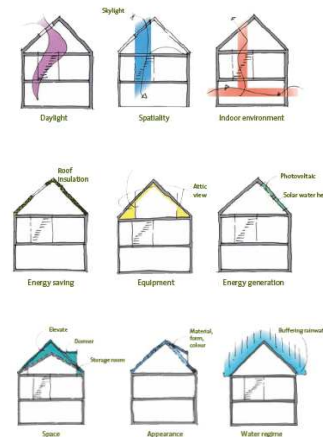 Skylight
Daylight
Spatiality
Indoor environment
Roof
insulation
Attic
view
Photovoltaic
Solar water he
Energy saving
Equipment
Energy generation
Elevate
Dormer
Storage room
Material,
form,
colour
Buffering rainwat
Space
Appearance
Water regime